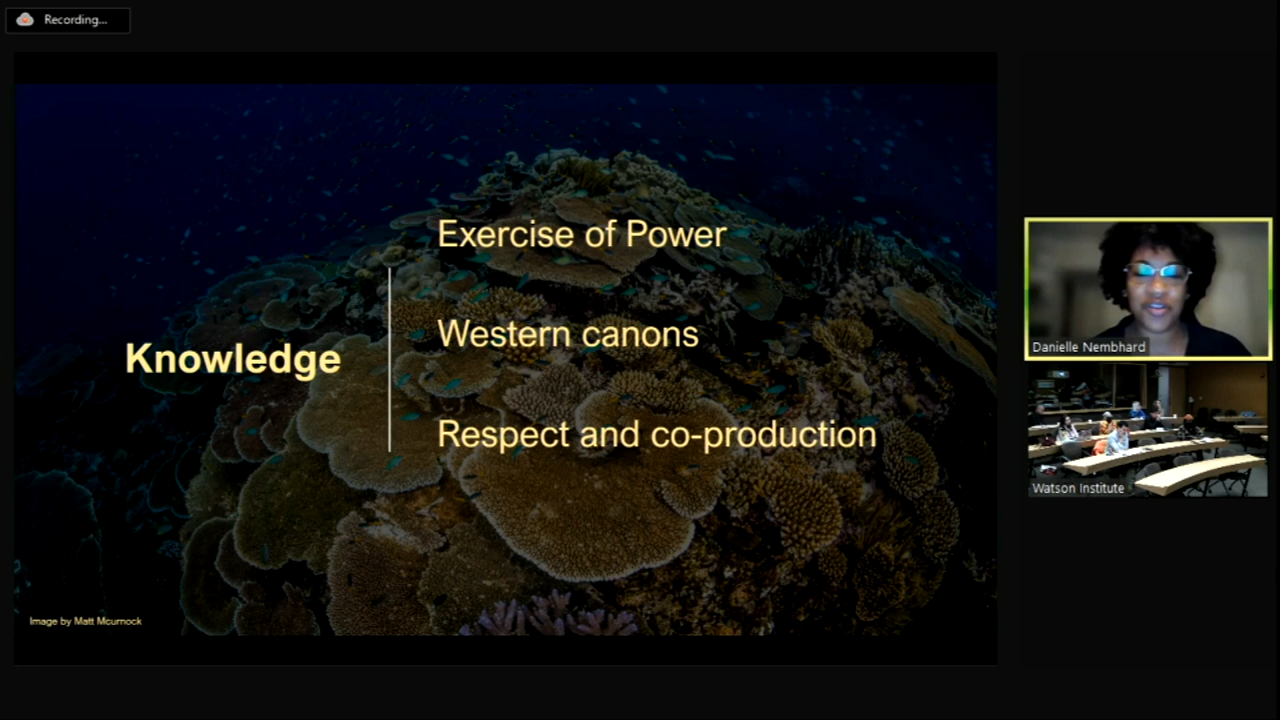 Recording...
Exercise of Power
Western canons
Knowledge
Respect and co-production
Image by Matt Mcurnock
Danielle Nembhard
Watson Institute